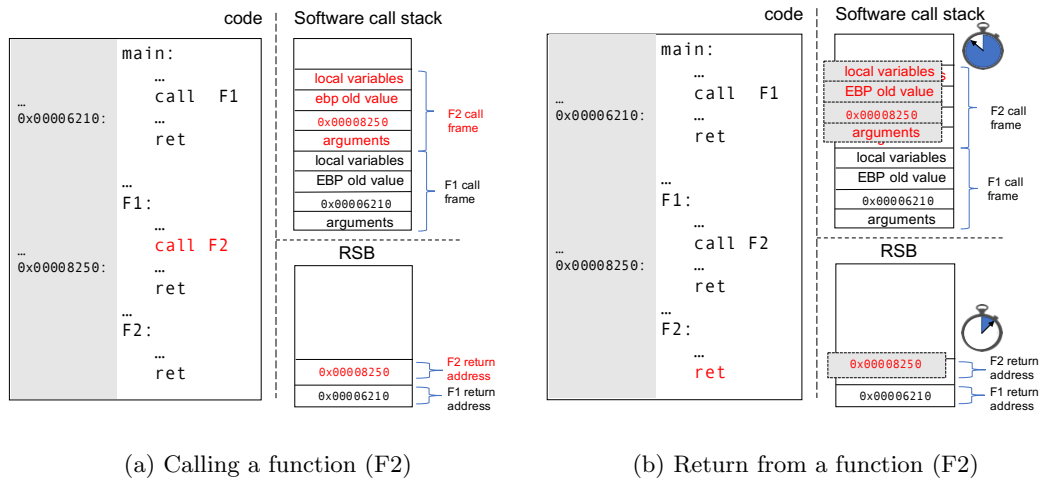 code
main:
…
call F1
…
0x00006210:
…
ret
…
F1:
…
call F2
…
0x00008250:
…
ret
…
F2:
…
ret
Software call stack
local variables
ebp old value
0x00008250
arguments
local variables
EBP old value
0x00006210
arguments
F2 call
frame
F1 call
frame
RSB
0x00008250
0x00006210
F2 return
address
F1 return
address
(a) Calling a function (F2)
code
main:
…
call F1
…
0x00006210:
…
ret
…
F1:
…
call F2
…
0x00008250:
…
ret
…
F2:
…
ret
Software call stack
local variables
EBP old value
0x00008250
arguments
local variables
EBP old value
0x00006210
arguments
F2 call
frame
F1 call
frame
RSB
0x00008250
0x00006210
F2 return
address
F1 return
address
(b) Return from a function (F2)